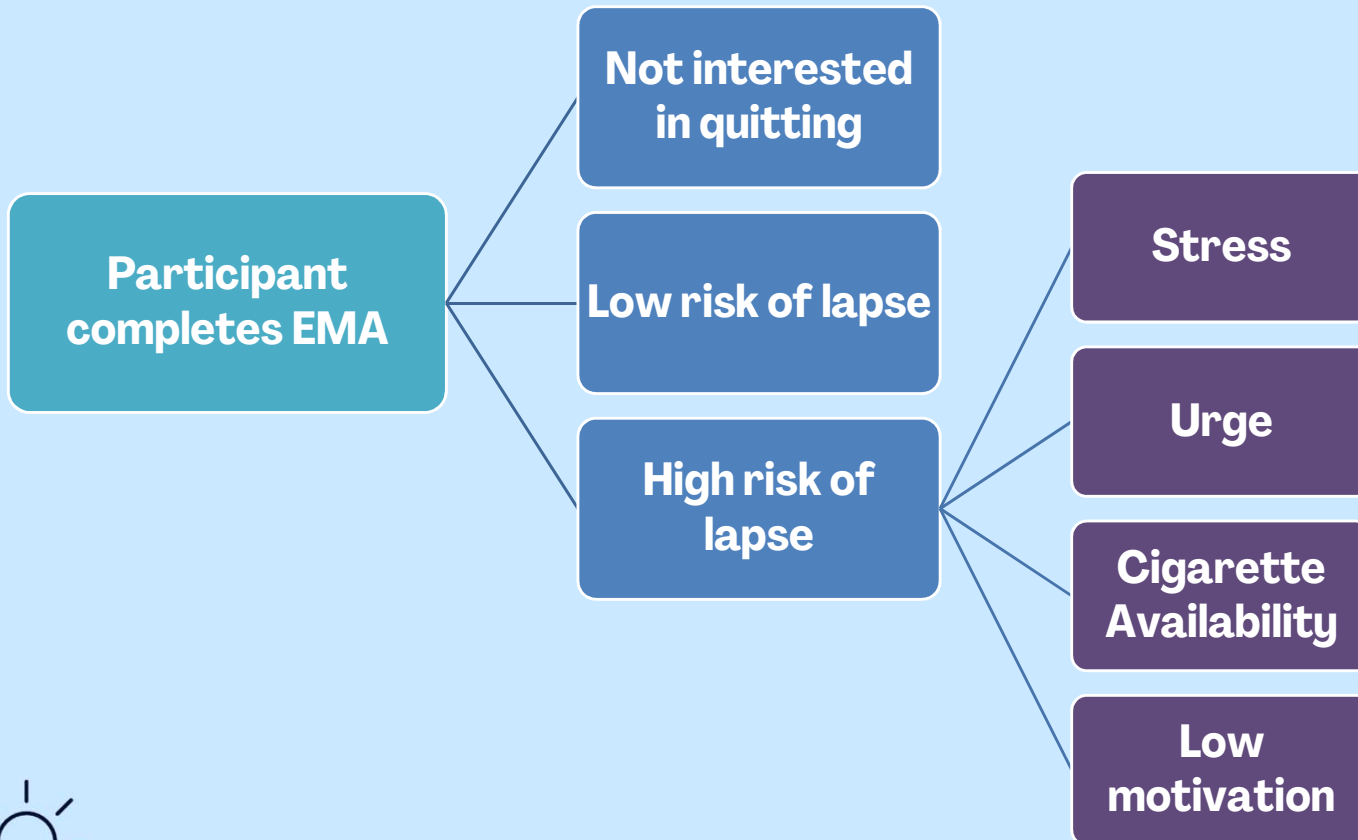 Participant
completes EMA
Not interested
in quitting
Low risk of lapse
High risk of
lapse
Stress
Urge
Cigarette
Availability
Low
motivation